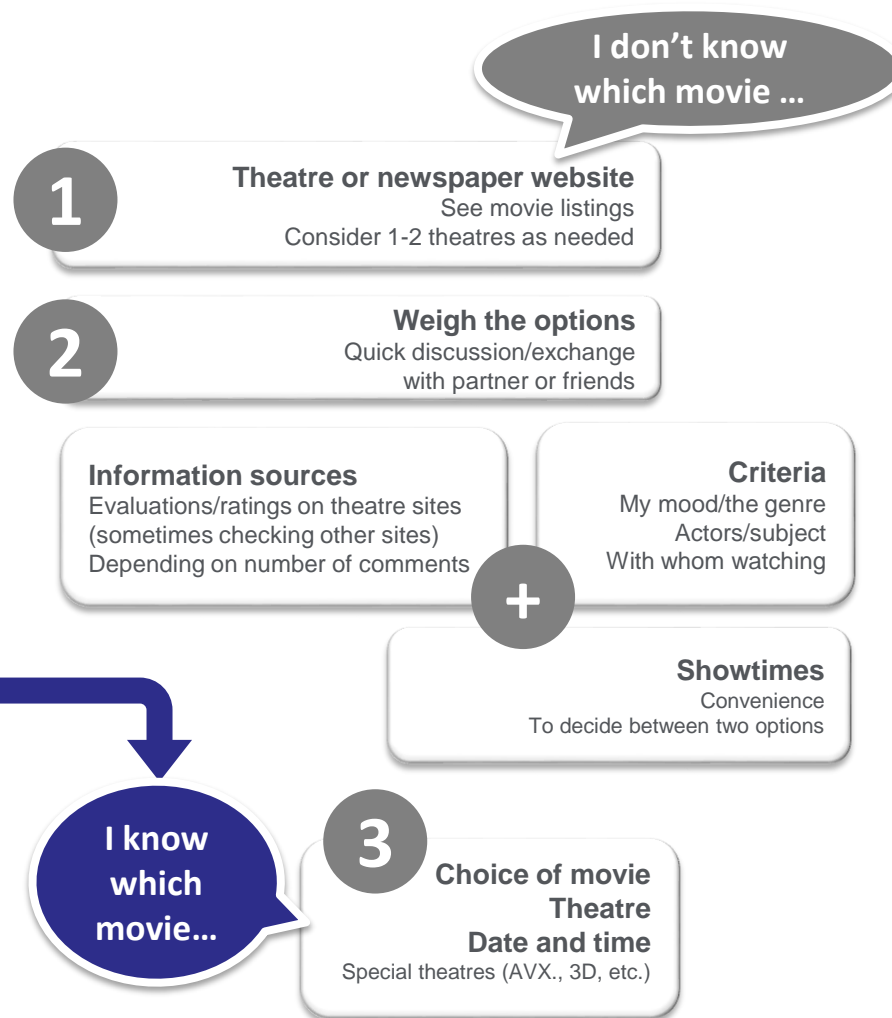 I don’t know
which movie …
1
Theatre or newspaper website
See movie listings
Consider 1-2 theatres as needed
2
Weigh the options
Quick discussion/exchange
with partner or friends
Information sources
Evaluations/ratings on theatre sites
(sometimes checking other sites)
Depending on number of comments
Criteria
My mood/the genre
Actors/subject
With whom watching
+
Showtimes
Convenience
To decide between two options
I know
which
movie…
3
Choice of movie
Theatre
Date and time
Special theatres (AVX., 3D, etc.)